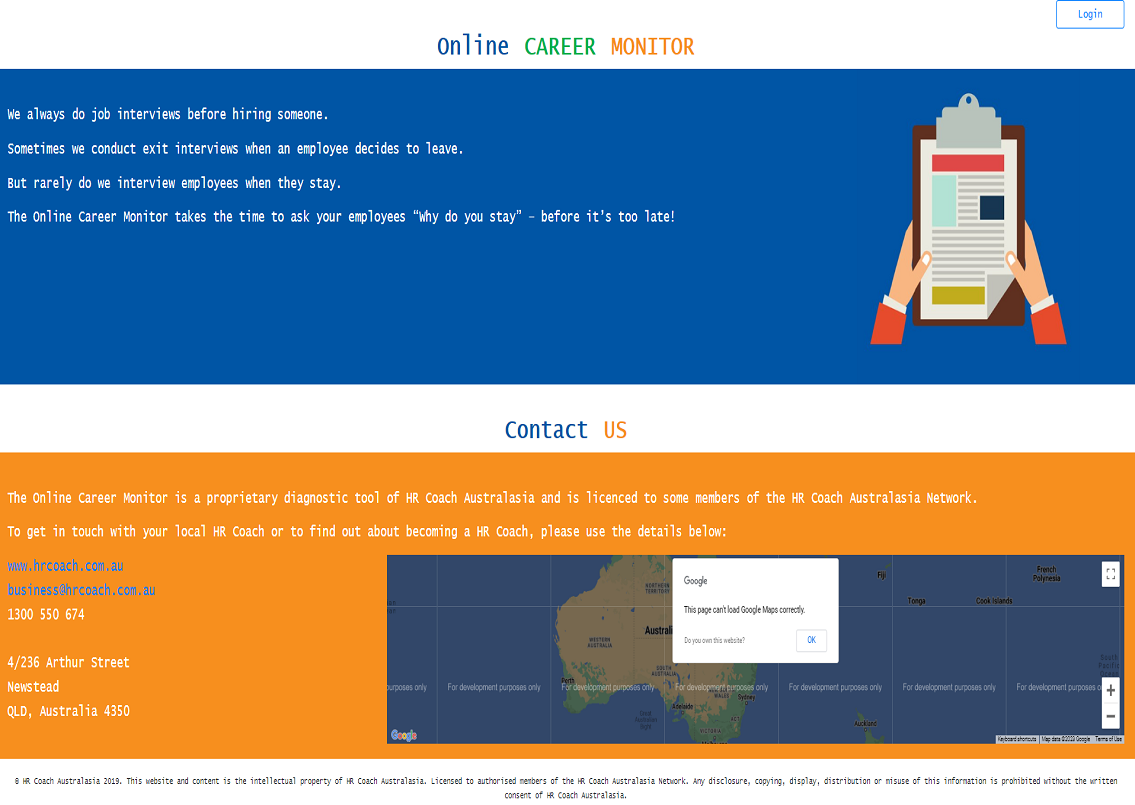 Login
Online CAREER MONITOR
We always do job interviews before hiring someone.
Sometimes we conduct exit interviews when an employee decides to leave.
But rarely do we interview employees when they stay.
The Online Career Monitor takes the time to ask your employees “Why do you stay” – before it’s too late!
Contact US
The Online Career Monitor is a proprietary diagnostic tool of HR Coach Australasia and is licenced to some members of the HR Coach Australasia Network.
To get in touch with your local HR Coach or to find out about becoming a HR Coach, please use the details below:
www.hrcoach.com.au
business@hrcoach.com.au
1300 550 674
4/236 Arthur Street
Newstead
QLD, Australia 4350
Google
This page can't load Google Maps correctly.
Do you own this website?
OK
NORTHERN
TERRITORY
WESTERN
AUSTRALIA
Australi
SOUTH
AUSTRALIA
Perth
WALES
Sydney
Adelaide
ACT
VICTORIA
Fiji
Tonga
Cook Islands
French
Polynesia
South
Pacific
Auckland
urposes only
For development purposes only
For development purposes only
For development purposes only
For development purposes only
For development purposes only
For development purposes o
Google
Keyboard shortcuts
Map data ©2023 Google
Terms of Use
© HR Coach Australasia 2019. This website and content is the intellectual property of HR Coach Australasia. Licensed to authorised members of the HR Coach Australasia Network. Any disclosure, copying, display, distribution or misuse of this information is prohibited without the written
consent of HR Coach Australasia.